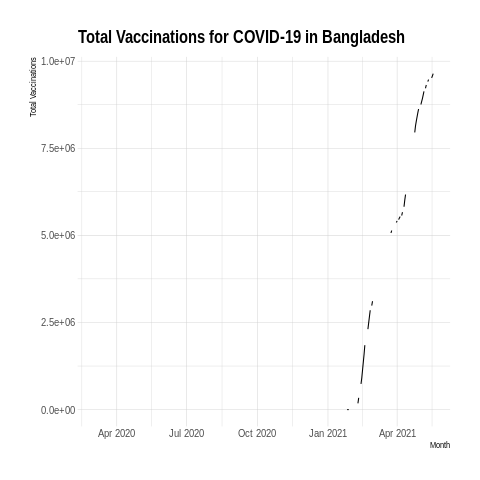 Total Vaccinations for COVID-19 in Bangladesh
Total Vaccinations
1.0e+07
7.5e+06
5.0e+06
2.5e+06
0.0e+00
Apr 2020 Jul 2020 Oct 2020 Jan 2021 Apr 2021
Month